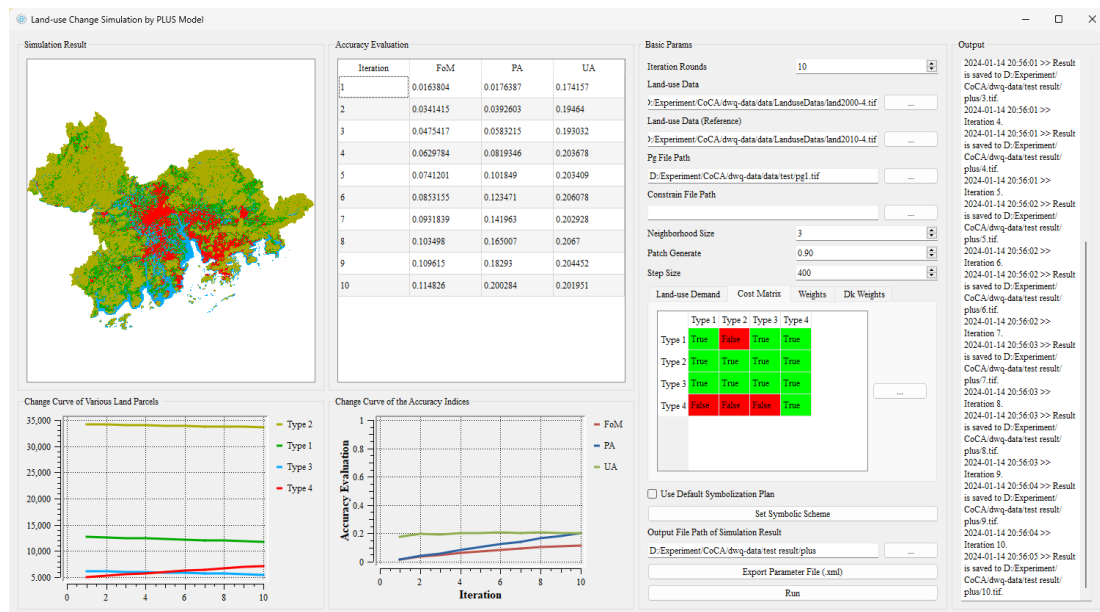 Land-use Change Simulation by PLUS Model
Simulation Result
Accuracy Evaluation
Iteration FoM PA UA
1 0.0163804 0.0176387 0.174157
2 0.0341415 0.0392603 0.19464
3 0.0475417 0.0583215 0.193032
4 0.0629784 0.0819346 0.203678
5 0.0741201 0.101849 0.203409
6 0.0853155 0.123471 0.206078
7 0.0931839 0.141963 0.202928
8 0.103498 0.165007 0.2067
9 0.109615 0.18293 0.204452
10 0.114826 0.200284 0.201951
Change Curve of Various Land Parcels
35,000
30,000
25,000
20,000
15,000
10,000
5,000
0 2 4 6 8 10
Type 2
Type 1
Type 3
Type 4
Change Curve of the Accuracy Indices
Accuracy Evaluation
1
0.8
0.6
0.4
0.2
0
0 2 4 6 8 10
Iteration
FoM
PA
UA
Basic Params
Iteration Rounds 10
Land-use Data
):/Experiment/CoCA/dwq-data/data/LanduseDatas/land2000-4.tif ...
Land-use Data (Reference)
):/Experiment/CoCA/dwq-data/data/LanduseDatas/land2010-4.tif ...
Pg File Path
D:/Experiment/CoCA/dwq-data/data/test/pg1.tif ...
Constrain File Path
...
Neighborhood Size 3
Patch Generate 0.90
Step Size 400
Land-use Demand Cost Matrix Weights Dk Weights
Type 1 Type 2 Type 3 Type 4
Type 1 True False True True
Type 2 True True True True
Type 3 True True True True
Type 4 False False False True
...
Use Default Symbolization Plan
Set Symbolic Scheme
Output File Path of Simulation Result
D:/Experiment/CoCA/dwq-data/test result/plus ...
Export Parameter File (.xml)
Run
Output
2024-01-14 20:56:01 >> Result
is saved to D:/Experiment/
CoCA/dwq-data/test result/
plus/3.tif.
2024-01-14 20:56:01 >>
Iteration 4.
2024-01-14 20:56:01 >> Result
is saved to D:/Experiment/
CoCA/dwq-data/test result/
plus/4.tif.
2024-01-14 20:56:01 >>
Iteration 5.
2024-01-14 20:56:02 >> Result
is saved to D:/Experiment/
CoCA/dwq-data/test result/
plus/5.tif.
2024-01-14 20:56:02 >>
Iteration 6.
2024-01-14 20:56:02 >> Result
is saved to D:/Experiment/
CoCA/dwq-data/test result/
plus/6.tif.
2024-01-14 20:56:02 >>
Iteration 7.
2024-01-14 20:56:03 >> Result
is saved to D:/Experiment/
CoCA/dwq-data/test result/
plus/7.tif.
2024-01-14 20:56:03 >>
Iteration 8.
2024-01-14 20:56:03 >> Result
is saved to D:/Experiment/
CoCA/dwq-data/test result/
plus/8.tif.
2024-01-14 20:56:03 >>
Iteration 9.
2024-01-14 20:56:04 >> Result
is saved to D:/Experiment/
CoCA/dwq-data/test result/
plus/9.tif.
2024-01-14 20:56:04 >>
Iteration 10.
2024-01-14 20:56:05 >> Result
is saved to D:/Experiment/
CoCA/dwq-data/test result/
plus/10.tif.